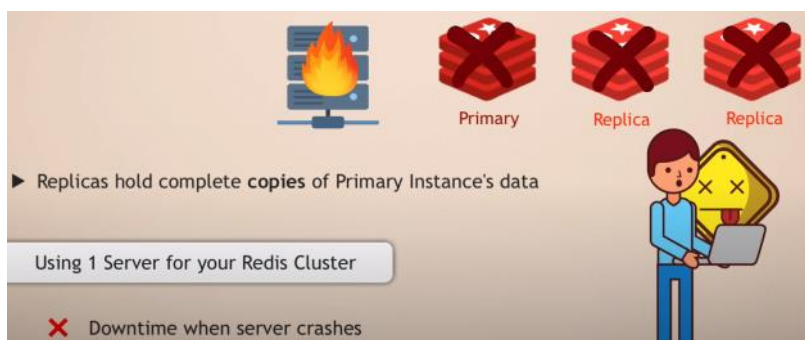 Primary
Replica
Replica
► Replicas hold complete copies of Primary Instance's data
Using 1 Server for your Redis Cluster
✕ Downtime when server crashes